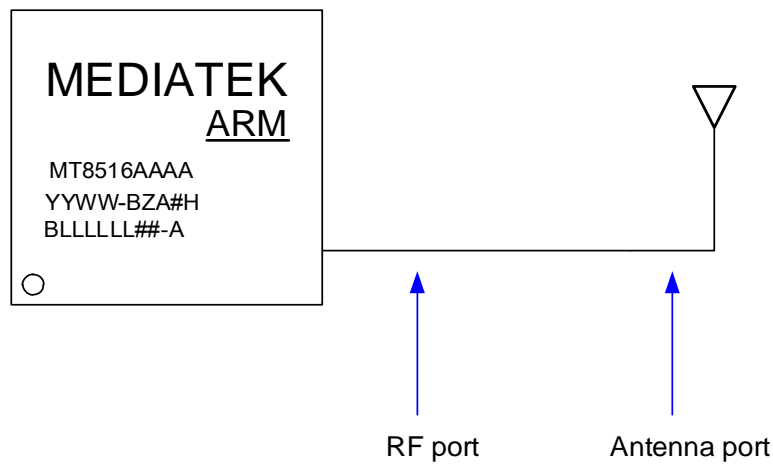 MEDIATEK
ARM
MT8516AAAA
YYWW-BZA#H
BLLLLLL##-A
RF port
Antenna port